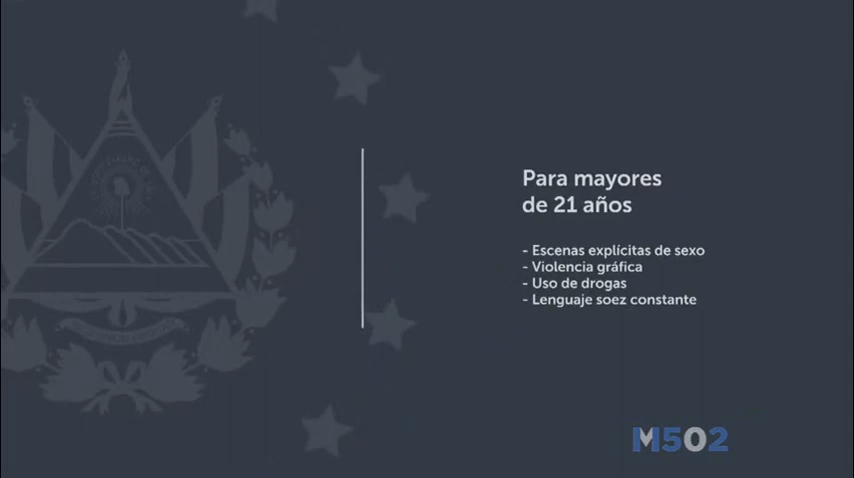 Para mayores
de 21 años
- Escenas explícitas de sexo
- Violencia gráfica
- Uso de drogas
- Lenguaje soez constante
M502